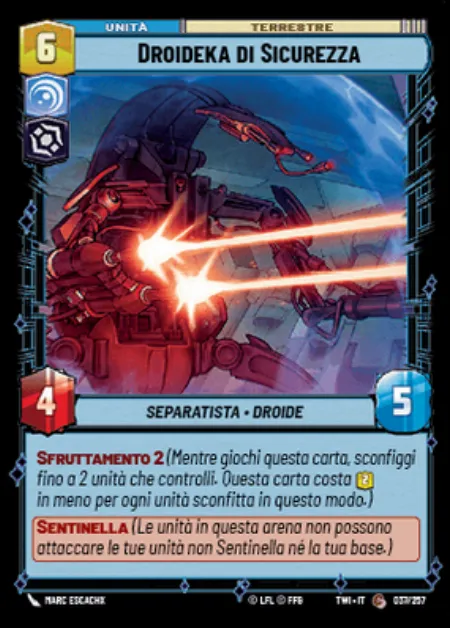 6
UNITÀ
TERRESTRE
DROIDEKA DI SICUREZZA
4
5
SEPARATISTA • DROIDE
SFRUTTAMENTO 2 (Mentre giochi questa carta, sconfiggi
fino a 2 unità che controlli. Questa carta costa 2
in meno per ogni unità sconfitta in questo modo.)
SENTINELLA (Le unità in questa arena non possono
attaccare le tue unità non Sentinella né la tua base.)
MARC ESCACHX
© LFL © FFG
TWI • IT
037/257